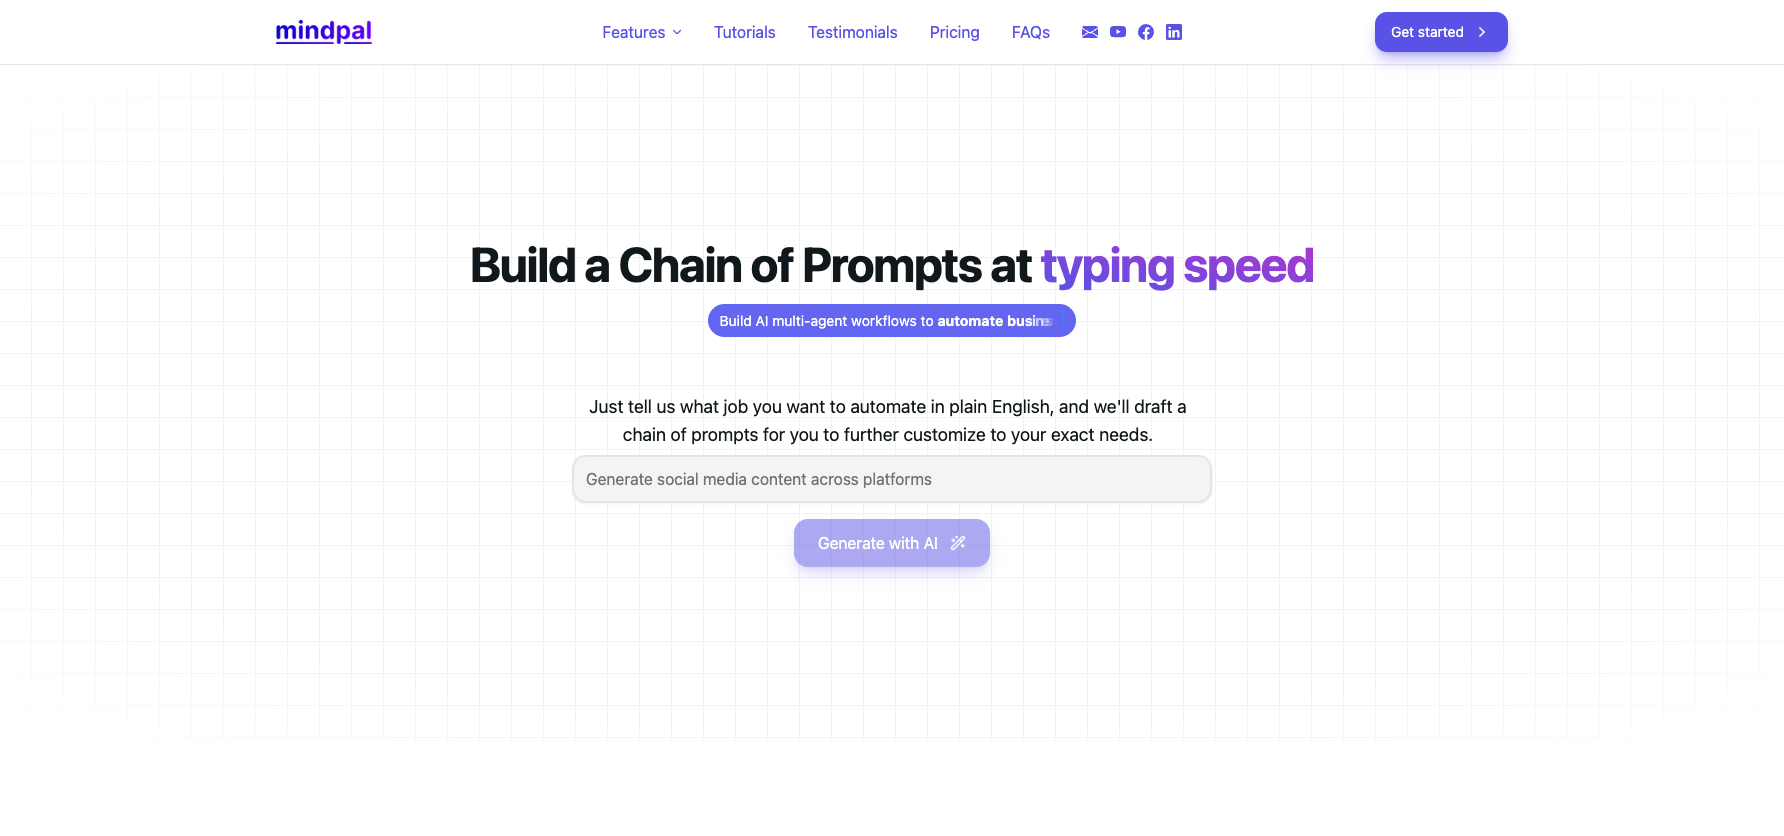 mindpal
Features
Tutorials
Testimonials
Pricing
FAQs
Get started
Build a Chain of Prompts at typing speed
Build AI multi-agent workflows to automate
Just tell us what job you want to automate in plain English, and we'll draft a
chain of prompts for you to further customize to your exact needs.
Generate social media content across platforms
Generate with AI